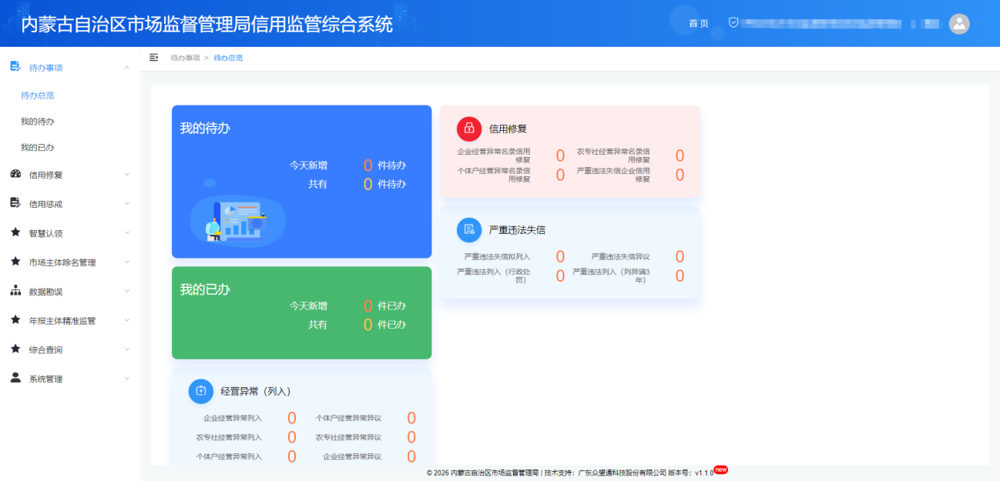 内蒙古自治区市场监督管理局信用监管综合系统
首页
待办事项 > 待办总览
待办事项
待办总览
我的待办
我的已办
信用修复
信用惩戒
智慧认领
市场主体除名管理
数据勘误
年报主体精准监管
综合查询
系统管理
我的待办
今天新增 0 件待办
共有 0 件待办
我的已办
今天新增 0 件已办
共有 0 件已办
经营异常（列入）
企业经营异常列入 0 个体户经营异常异议 0
农专社经营异常列入 0 农专社经营异常异议 0
个体户经营异常列入 0 企业经营异常异议 0
信用修复
企业经营异常名录信用
修复 0
农专社经营异常名录信
用修复 0
个体户经营异常名录信
用修复 0
严重违法失信企业信用
修复 0
严重违法失信
严重违法失信拟列入 0 严重违法失信异议 0
严重违法列入（行政处
罚） 0
严重违法列入（列异满3
年） 0
© 2026 内蒙古自治区市场监督管理局 | 技术支持：广东众望通科技股份有限公司 版本号：v1.1.0 new